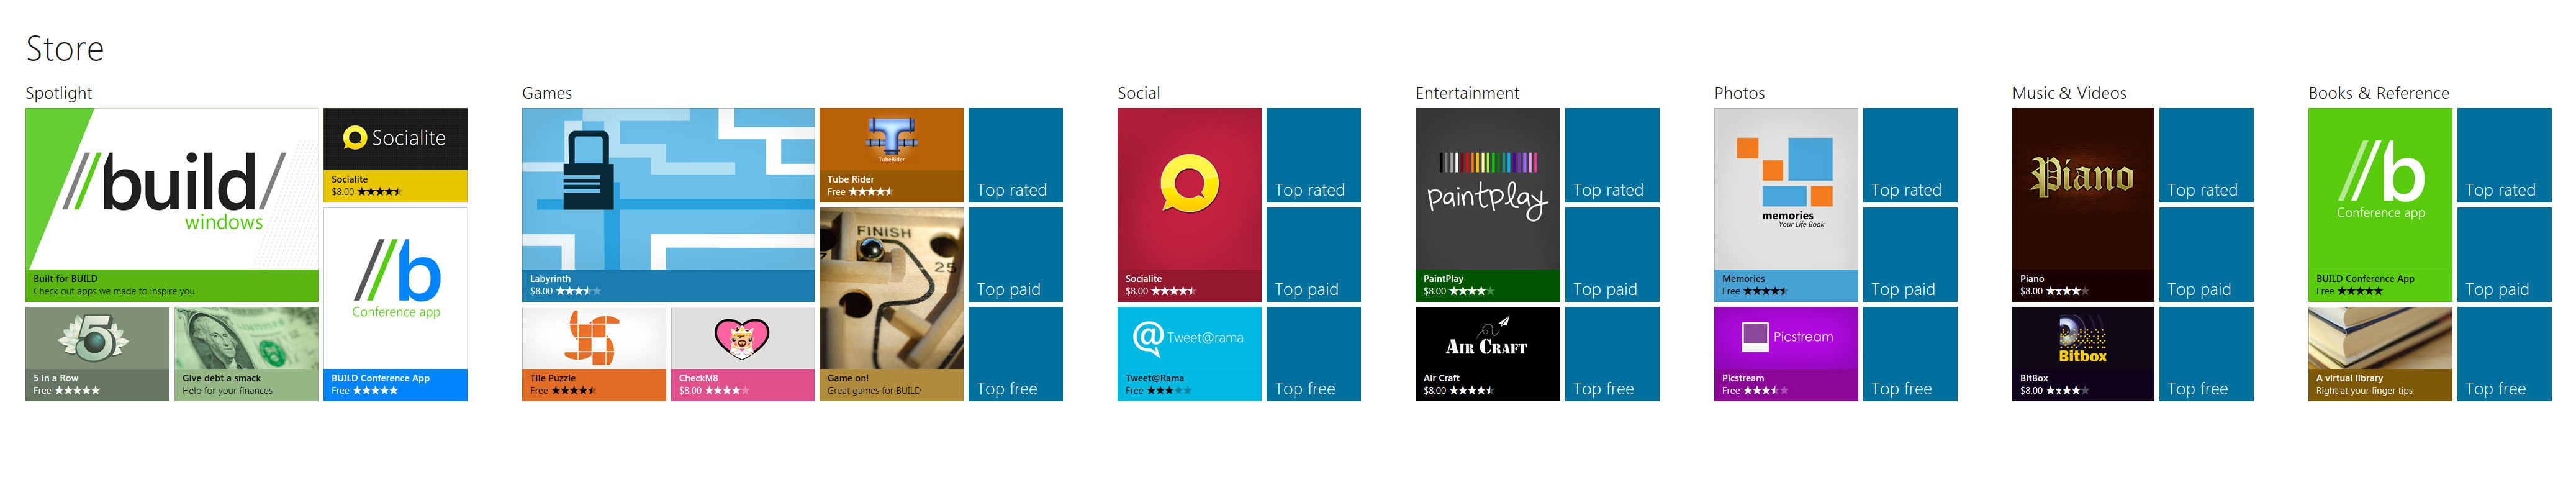 Store
Spotlight
//build/
windows
Built for BUILD
Check out apps we made to inspire you
Socialite
Socialite
$8.00
//b
Conference app
BUILD Conference App
Free
5
5 in a Row
Free
Give debt a smack
Help for your finances
Games
Labyrinth
$8.00
TubeRider
Tube Rider
Free
FINISH
25
Game on!
Great games for BUILD
Tile Puzzle
Free
CheckM8
$8.00
Top rated
Top paid
Top free
Social
Socialite
$8.00
@Tweet@rama
Tweet@Rama
Free
Top rated
Top paid
Top free
Entertainment
paintplay
PaintPlay
$8.00
AIR CRAFT
Air Craft
$8.00
Top rated
Top paid
Top free
Photos
memories
Your Life Book
Memories
Free
Picstream
Picstream
Free
Top rated
Top paid
Top free
Music & Videos
Piano
Piano
$8.00
Bitbox
BitBox
$8.00
Top rated
Top paid
Top free
Books & Reference
//b
Conference app
BUILD Conference App
Free
A virtual library
Right at your finger tips
Top rated
Top paid
Top free